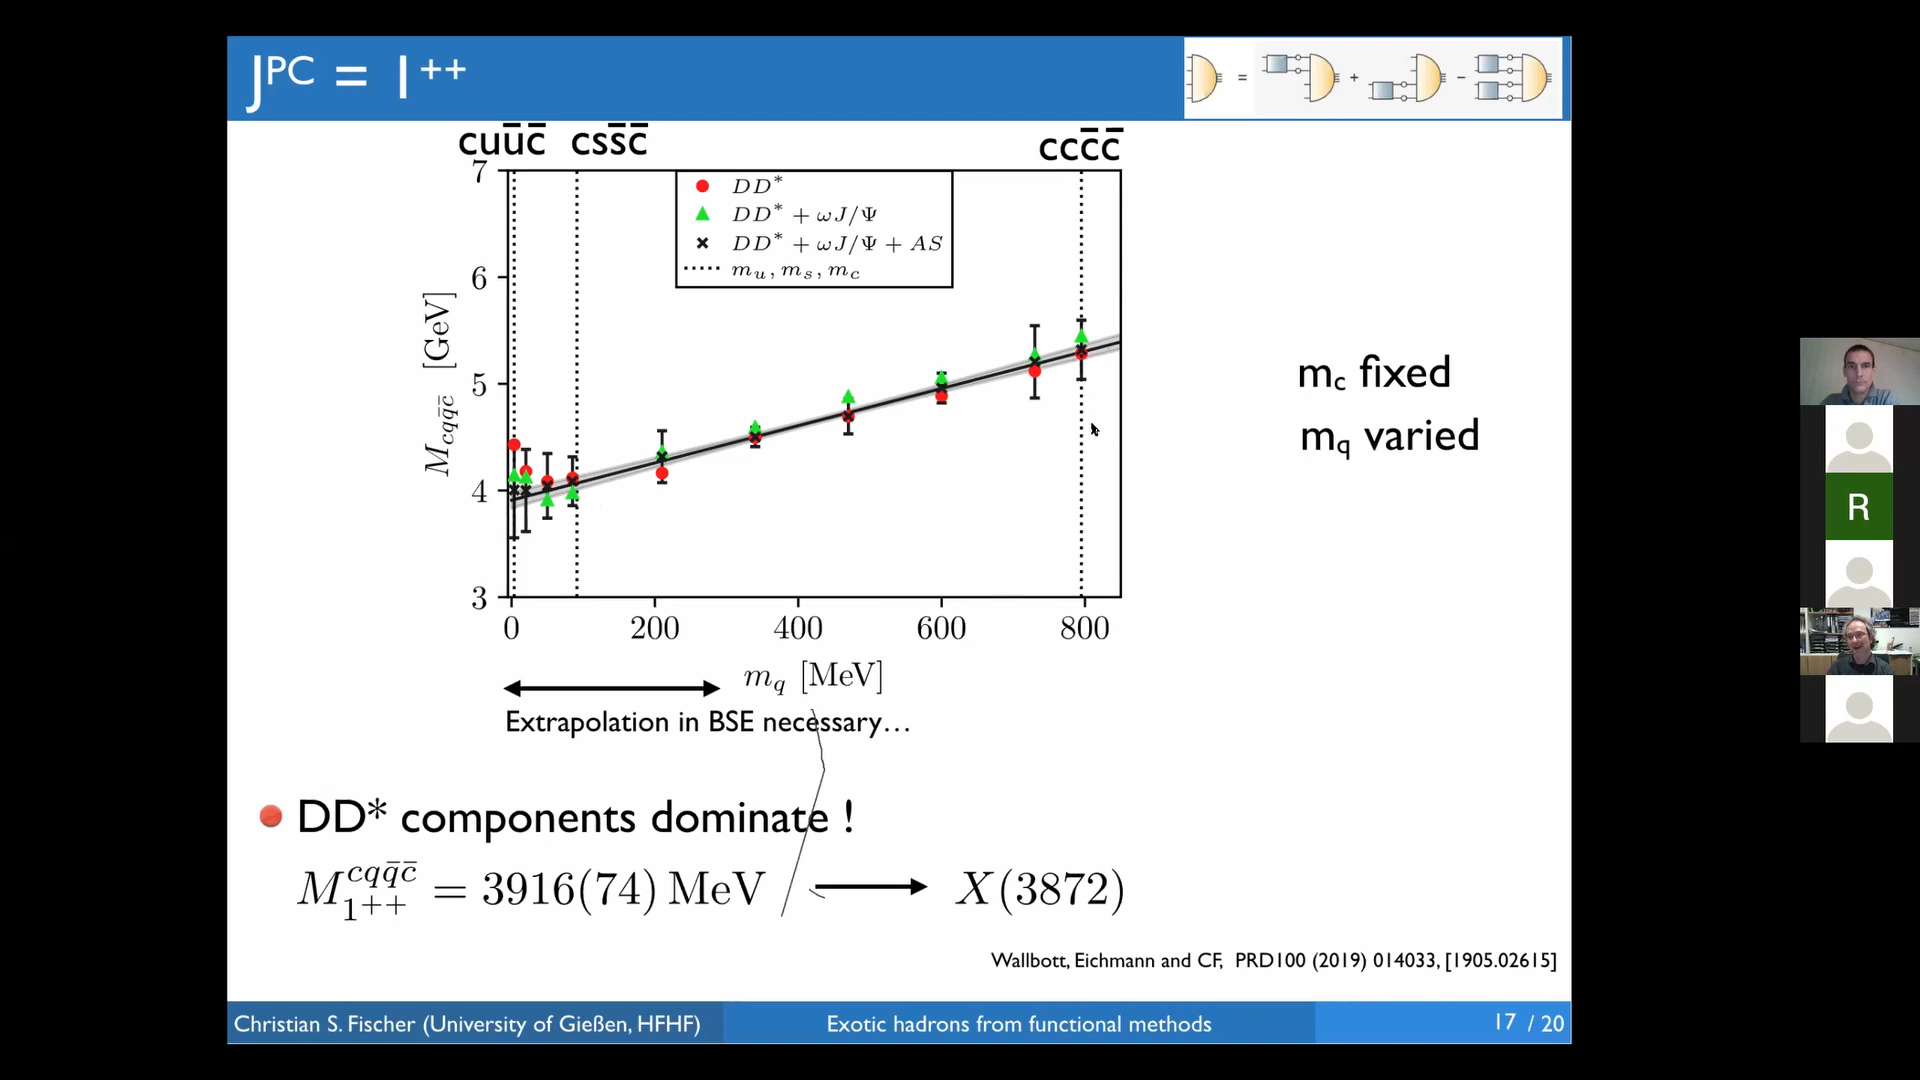 J^PC = 1^++
= + −
cuūc̄ css̄c̄ ccc̄c̄
DD*
DD* + ωJ/Ψ
DD* + ωJ/Ψ + AS
m_u, m_s, m_c
7
6
5
4
3
M_cqq̄c̄ [GeV]
0 200 400 600 800
m_q [MeV]
m_c fixed
m_q varied
Extrapolation in BSE necessary...
DD* components dominate !
M_1++^cqq̄c̄ = 3916(74) MeV → X(3872)
Wallbott, Eichmann and CF, PRD100 (2019) 014033, [1905.02615]
Christian S. Fischer (University of Gießen, HFHF) Exotic hadrons from functional methods 17 / 20
R